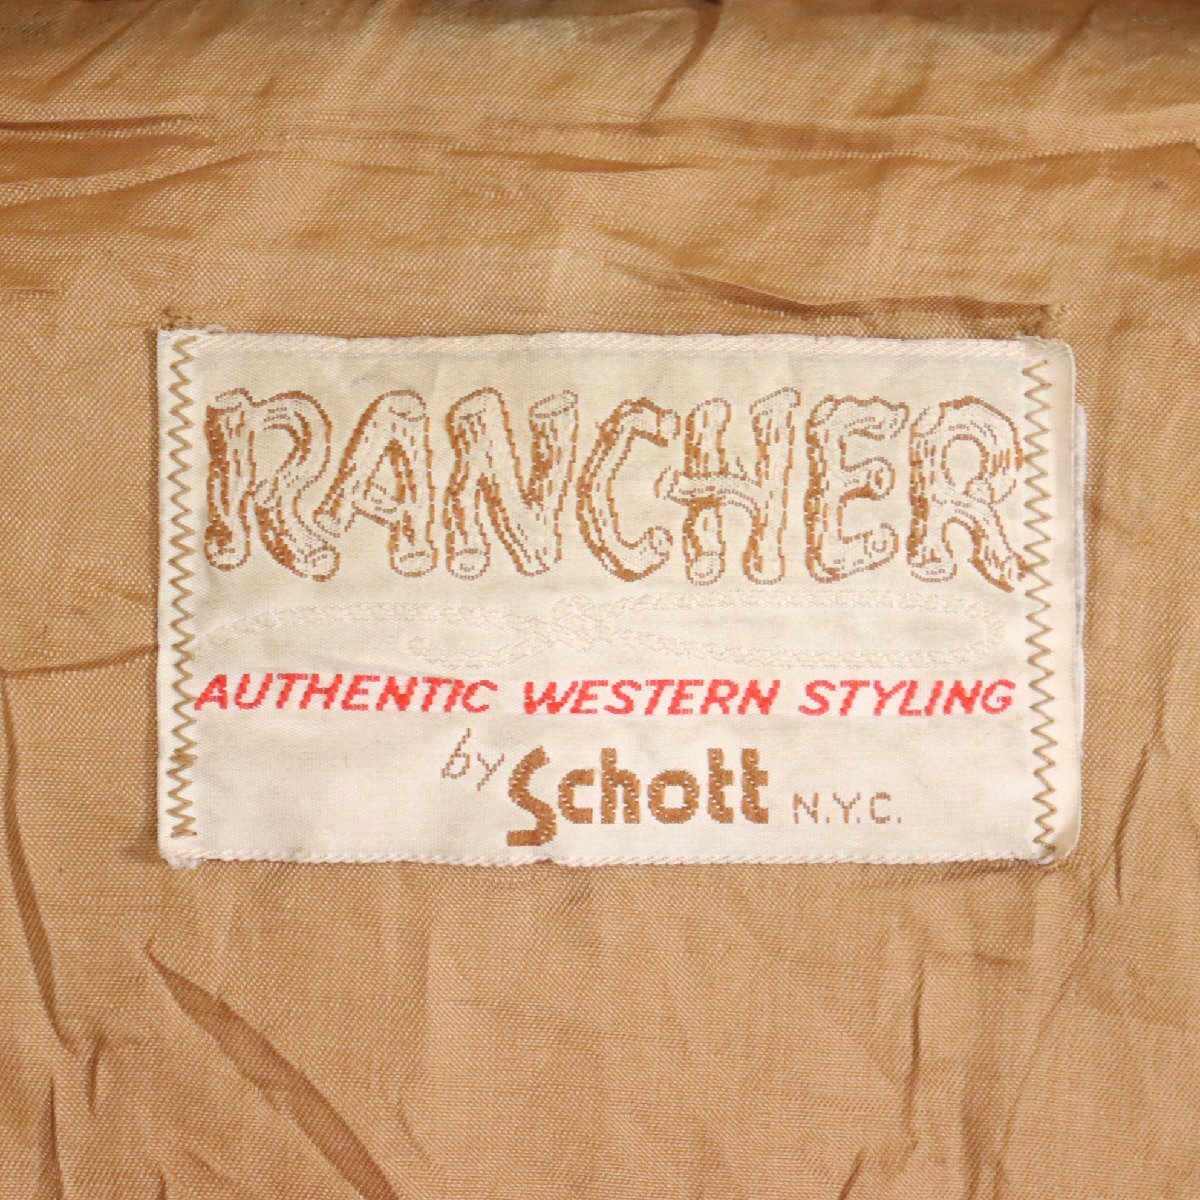 RANCHER
AUTHENTIC WESTERN STYLING
by Schott N.Y.C.